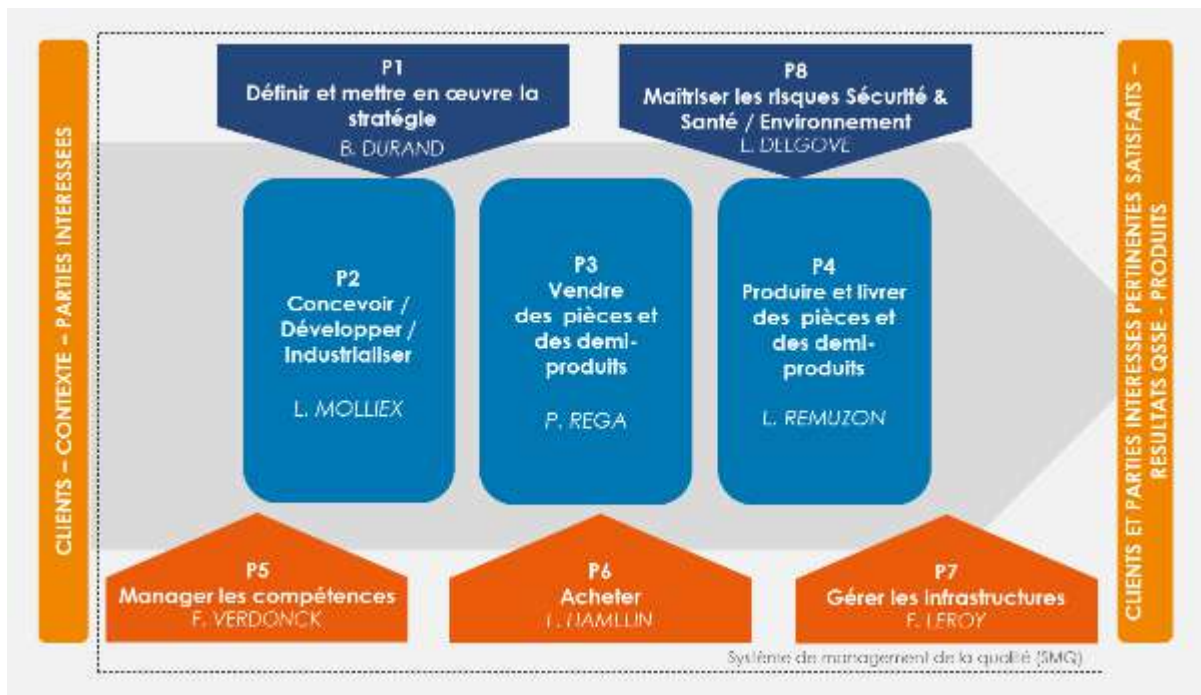 CLIENTS – CONTEXTE – PARTIES INTERESSEES
P1
Définir et mettre en œuvre la
stratégie
B. DURAND
P8
Maîtriser les risques Sécurité &
Santé / Environnement
L. DELGOVE
P2
Concevoir /
Développer /
Industrialiser
L. MOLLIEX
P3
Vendre
des pièces et
des demi-
produits
P. REGA
P4
Produire et livrer
des pièces et
des demi-
produits
L. REMUZON
P5
Manager les compétences
F. VERDONCK
P6
Acheter
P7
Gérer les infrastructures
F. LEROY
Système de management de la qualité (SMQ)
CLIENTS ET PARTIES INTERESSES PERTINENTES SATISFAITS –
RESULTATS QSSE - PRODUITS